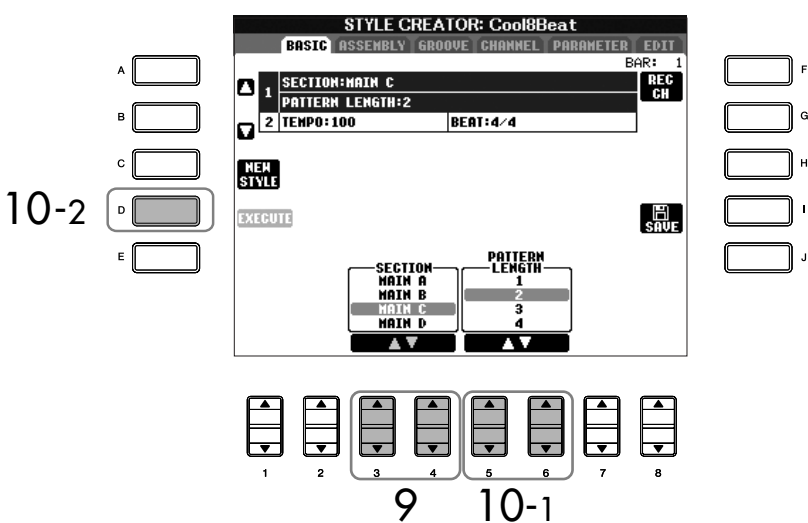 STYLE CREATOR: Cool8Beat
BASIC ASSEMBLY GROOVE CHANNEL PARAMETER EDIT
BAR: 1
1 SECTION:MAIN C
PATTERN LENGTH:2
REC CH
2 TEMPO:100 BEAT:4/4
NEW STYLE
EXECUTE
SAVE
SECTION
MAIN A
MAIN B
MAIN C
MAIN D
PATTERN LENGTH
1
2
3
4
A
B
C
D
E
F
G
H
I
J
10-2
1 2 3 4 5 6 7 8
9 10-1